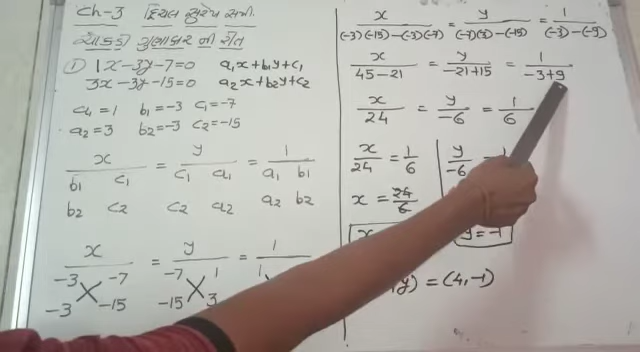 Ch-3 દ્વિચલ સુરેખ સમી.
ચોકડી ગુણાકાર ની રીત
① 1x-3y-7=0 a₁x+b₁y+c₁
3x-3y-15=0 a₂x+b₂y+c₂
a₁=1 b₁=-3 c₁=-7
a₂=3 b₂=-3 c₂=-15
x = y = 1
b₁ c₁ c₁ a₁ a₁ b₁
b₂ c₂ c₂ a₂ a₂ b₂
x = y = 1
-3 -7 -7 1 1
-3 -15 -15 3
x = y = 1
(-3)(-15)-(-3)(-7) (-7)(3)-(-15) (-3)-(-9)
x = y = 1
45-21 -21+15 -3+9
x = y = 1
24 -6 6
x = 1 y
24 6 -6
x = 24
6
x y=-1
y) = (4,-1)